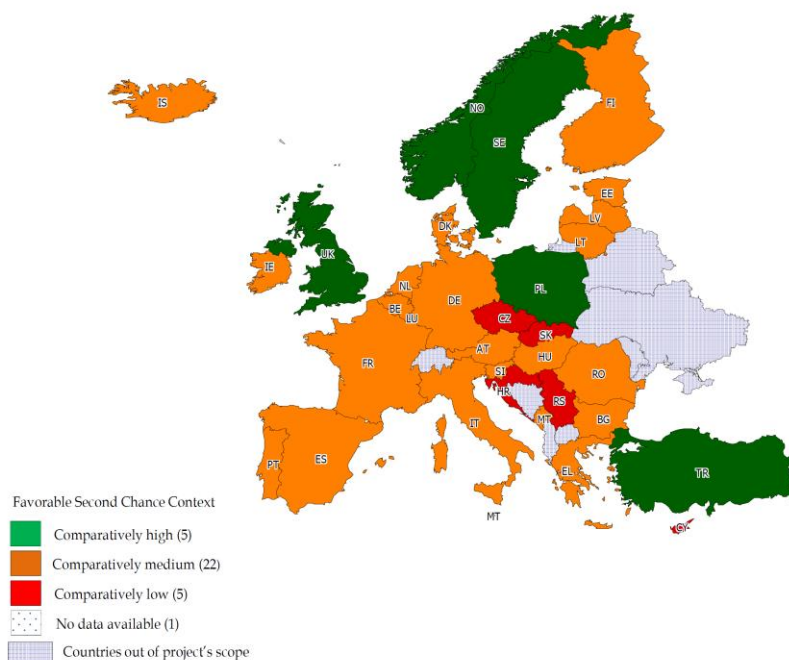 IS
NO
FI
SE
EE
LV
DK
LT
IE
UK
NL
PL
BE
DE
LU
CZ
SK
AT
HU
FR
SI
RO
HR
RS
MT
BG
IT
PT
ES
EL
TR
MT
CY
Favorable Second Chance Context
Comparatively high (5)
Comparatively medium (22)
Comparatively low (5)
No data available (1)
Countries out of project's scope